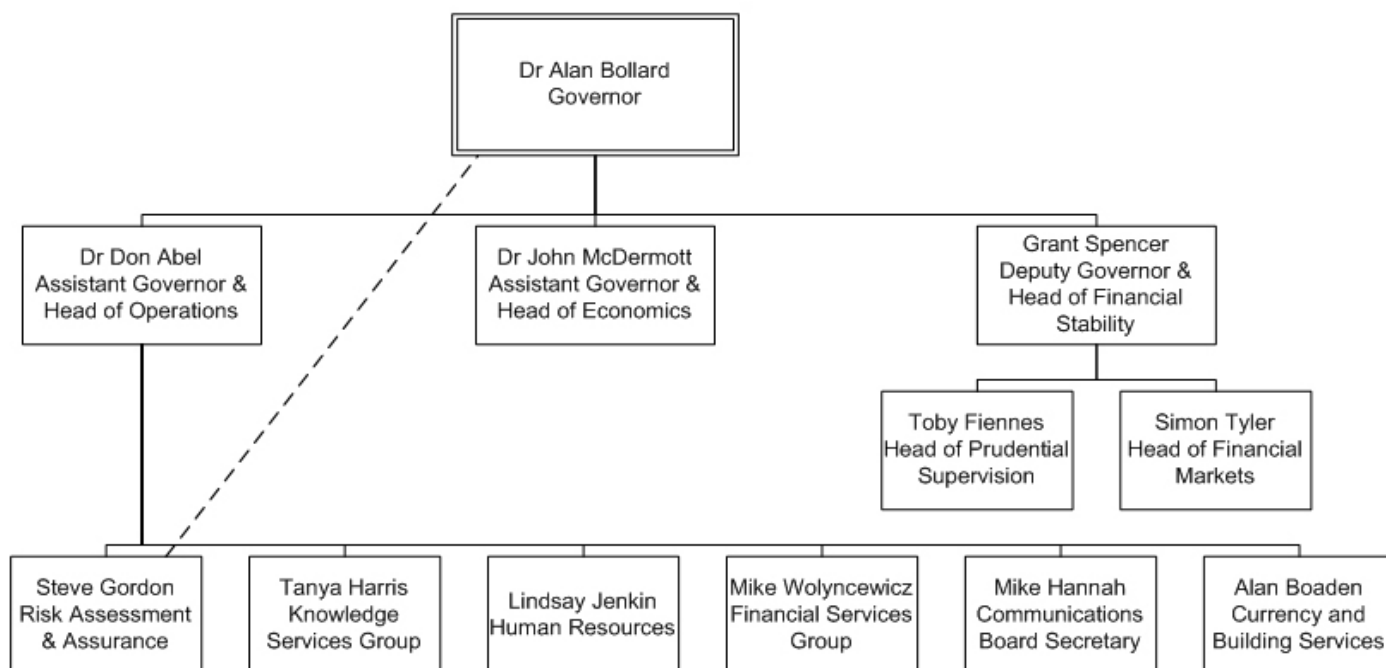 Dr Alan Bollard
Governor
Dr Don Abel
Assistant Governor &
Head of Operations
Dr John McDermott
Assistant Governor &
Head of Economics
Grant Spencer
Deputy Governor &
Head of Financial
Stability
Toby Fiennes
Head of Prudential
Supervision
Simon Tyler
Head of Financial
Markets
Steve Gordon
Risk Assessment
& Assurance
Tanya Harris
Knowledge
Services Group
Lindsay Jenkin
Human Resources
Mike Wolyncewicz
Financial Services
Group
Mike Hannah
Communications
Board Secretary
Alan Boaden
Currency and
Building Services